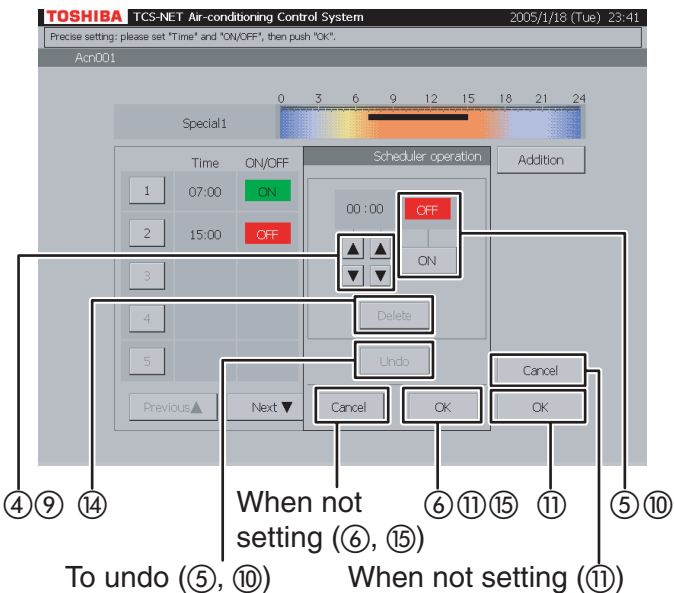 TOSHIBA TCS-NET Air-conditioning Control System 2005/1/18 (Tue) 23:41
Precise setting: please set "Time" and "ON/OFF", then push "OK".
Acn001
0 3 6 9 12 15 18 21 24
Special1
Time ON/OFF Scheduler operation Addition
1 07:00 ON
00:00 OFF
2 15:00 OFF
▲ ▲ ON
3 ▼ ▼
4 Delete
5 Undo Cancel
Previous▲ Next▼ Cancel OK OK
④⑨ ⑭ When not setting (⑥, ⑮) ⑥⑪⑮ ⑪ ⑤⑩
To undo (⑤, ⑩) When not setting (⑪)